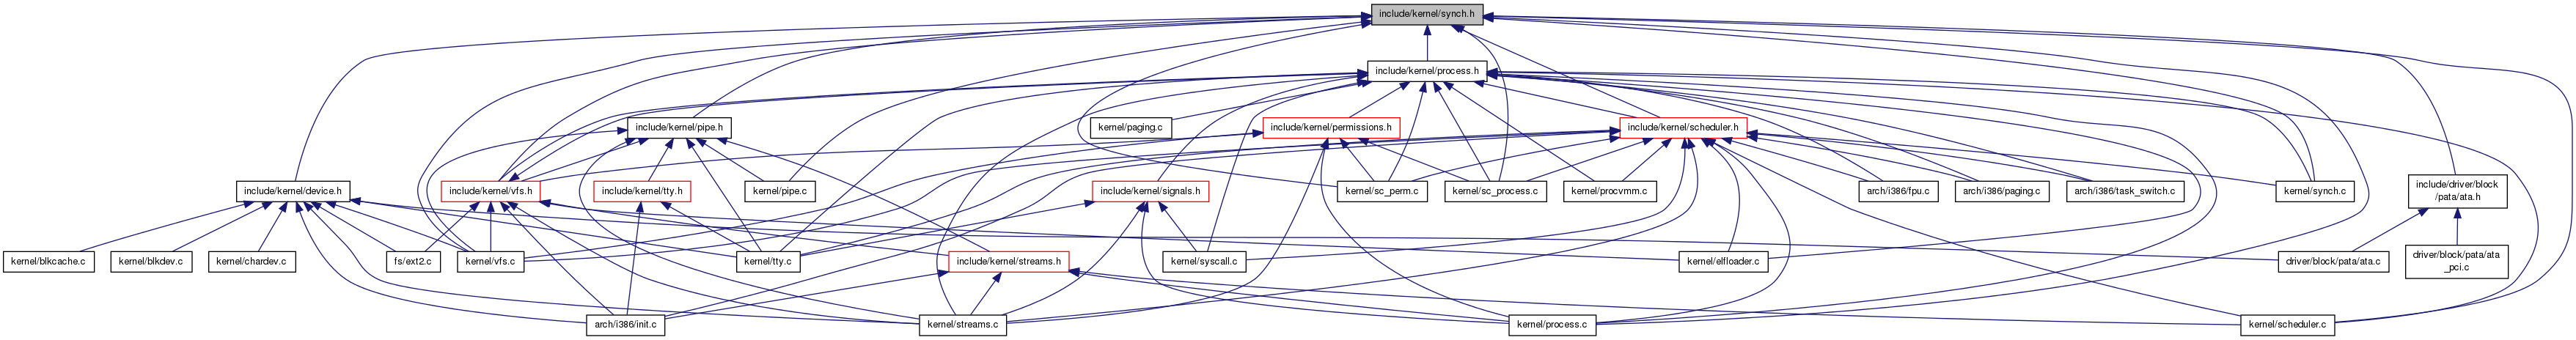 include/kernel/synch.h
include/kernel/process.h
include/kernel/pipe.h
kernel/paging.c
include/kernel/permissions.h
include/kernel/scheduler.h
include/kernel/device.h
include/kernel/vfs.h
include/kernel/tty.h
kernel/pipe.c
include/kernel/signals.h
kernel/sc_perm.c
kernel/sc_process.c
kernel/procvmm.c
arch/i386/fpu.c
arch/i386/paging.c
arch/i386/task_switch.c
kernel/synch.c
include/driver/block
/pata/ata.h
kernel/blkcache.c
kernel/blkdev.c
kernel/chardev.c
fs/ext2.c
kernel/vfs.c
kernel/tty.c
include/kernel/streams.h
kernel/syscall.c
kernel/elfloader.c
driver/block/pata/ata.c
driver/block/pata/ata
_pci.c
arch/i386/init.c
kernel/streams.c
kernel/process.c
kernel/scheduler.c